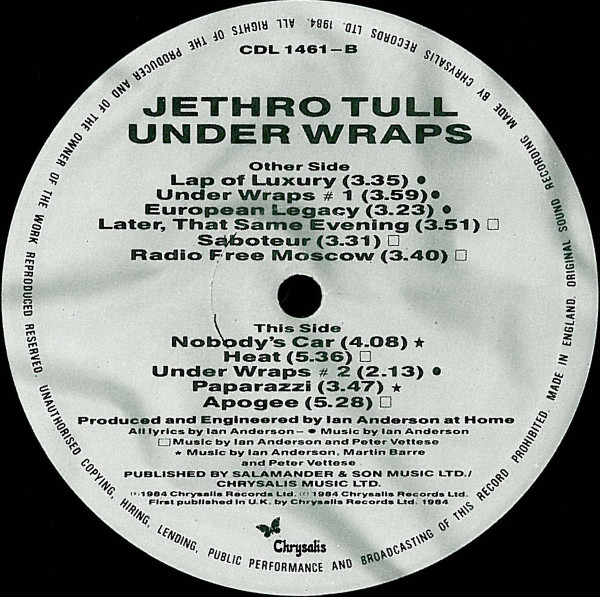 CDL 1461–B
JETHRO TULL
UNDER WRAPS
Other Side
Lap of Luxury (3.35) ●
Under Wraps # 1 (3.59) ●
European Legacy (3.23) ●
Later, That Same Evening (3.51) □
Saboteur (3.31) □
Radio Free Moscow (3.40) □
This Side
Nobody's Car (4.08) ★
Heat (5.36) □
Under Wraps # 2 (2.13) ●
Paparazzi (3.47) ★
Apogee (5.28) □
Produced and Engineered by Ian Anderson at Home
All lyrics by Ian Anderson – ● Music by Ian Anderson
□ Music by Ian Anderson and Peter Vettese
★ Music by Ian Anderson, Martin Barre
and Peter Vettese
PUBLISHED BY SALAMANDER & SON MUSIC LTD./
CHRYSALIS MUSIC LTD.
℗ 1984 Chrysalis Records Ltd. © 1984 Chrysalis Records Ltd.
First published in U.K. by Chrysalis Records Ltd. 1984
Chrysalis
MADE IN ENGLAND. ORIGINAL SOUND RECORDING MADE BY CHRYSALIS RECORDS LTD. 1984. ALL RIGHTS OF THE PRODUCER AND OF THE OWNER OF THE WORK REPRODUCED RESERVED. UNAUTHORISED COPYING, HIRING, LENDING, PUBLIC PERFORMANCE AND BROADCASTING OF THIS RECORD PROHIBITED.